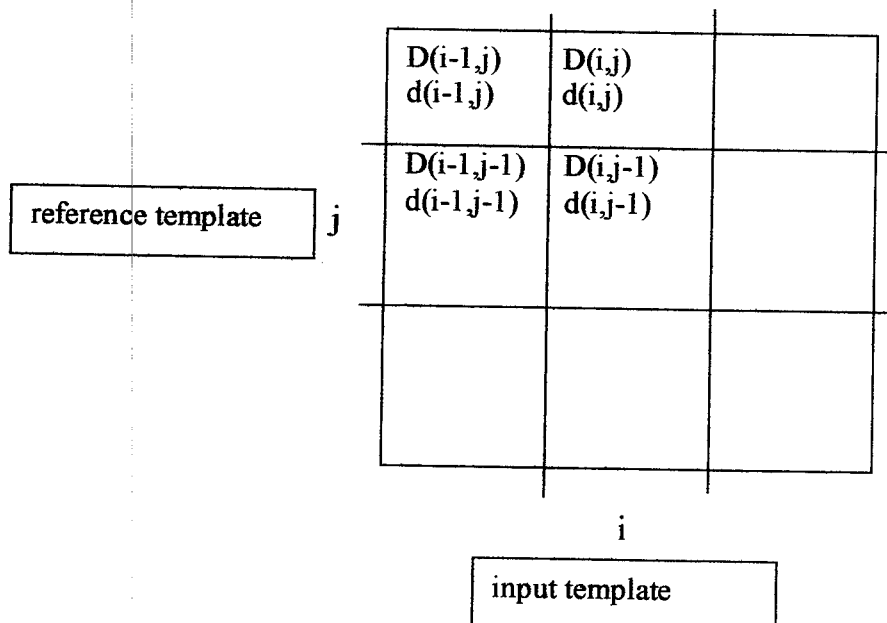 D(i-1,j) D(i,j)
d(i-1,j) d(i,j)
D(i-1,j-1) D(i,j-1)
d(i-1,j-1) d(i,j-1)
reference template j
i
input template